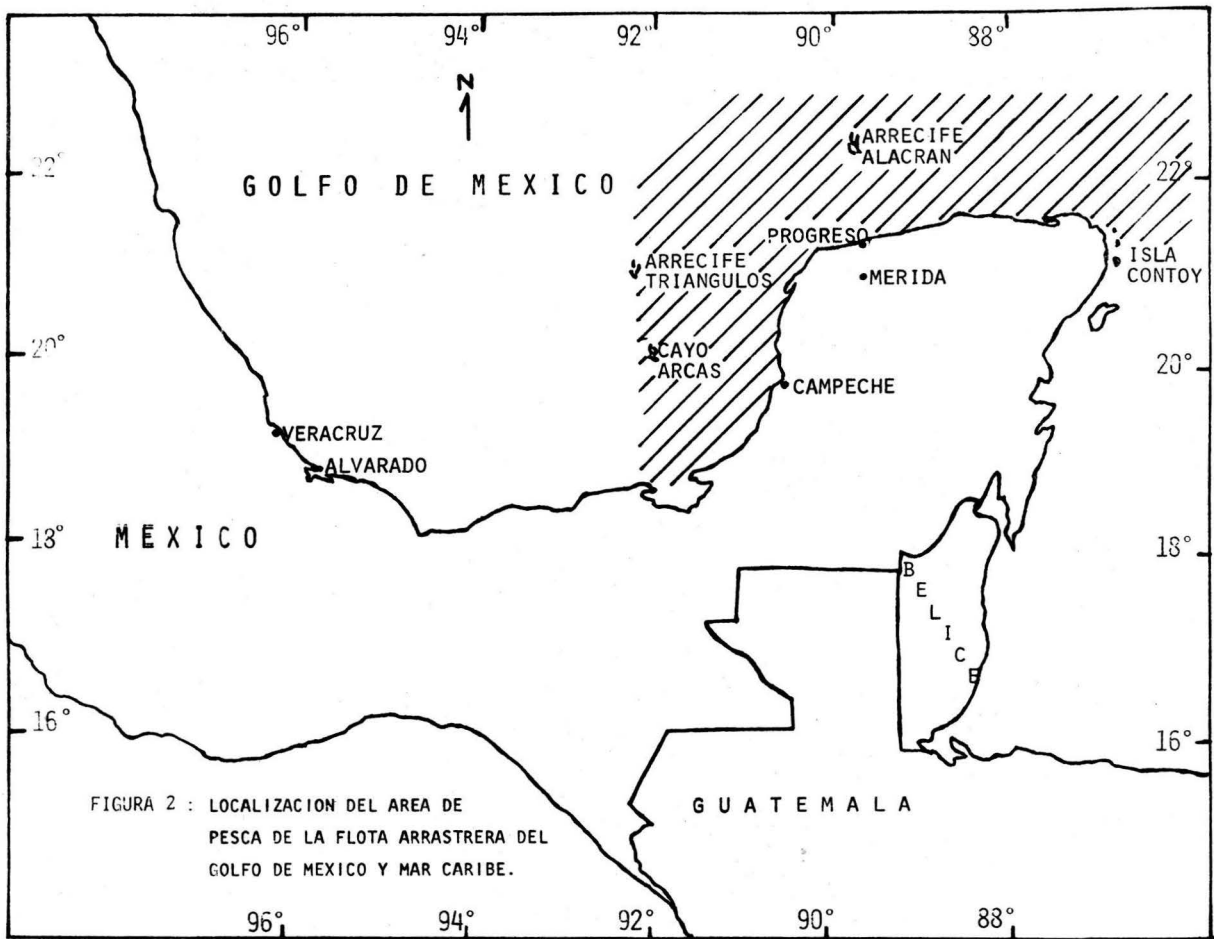 96° 94° 92° 90° 88°
N
ARRECIFE
ALACRAN
22°
GOLFO DE MEXICO
PROGRESO
ARRECIFE
TRIANGULOS
MERIDA
ISLA
CONTOY
20° 20°
CAYO
ARCAS
CAMPECHE
VERACRUZ
ALVARADO
18° 18°
MEXICO
BELICE
16° 16°
FIGURA 2 : LOCALIZACION DEL AREA DE
PESCA DE LA FLOTA ARRASTRERA DEL
GOLFO DE MEXICO Y MAR CARIBE.
GUATEMALA
96° 94° 92° 90° 88°